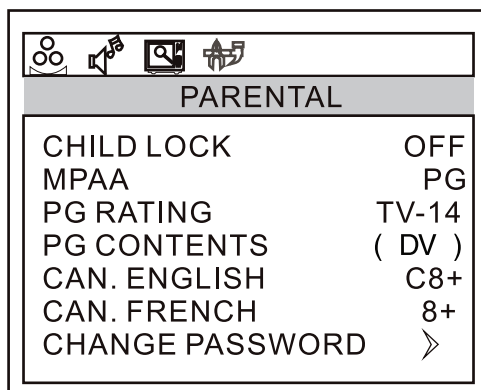 PARENTAL
CHILD LOCK OFF
MPAA PG
PG RATING TV-14
PG CONTENTS ( DV )
CAN. ENGLISH C8+
CAN. FRENCH 8+
CHANGE PASSWORD